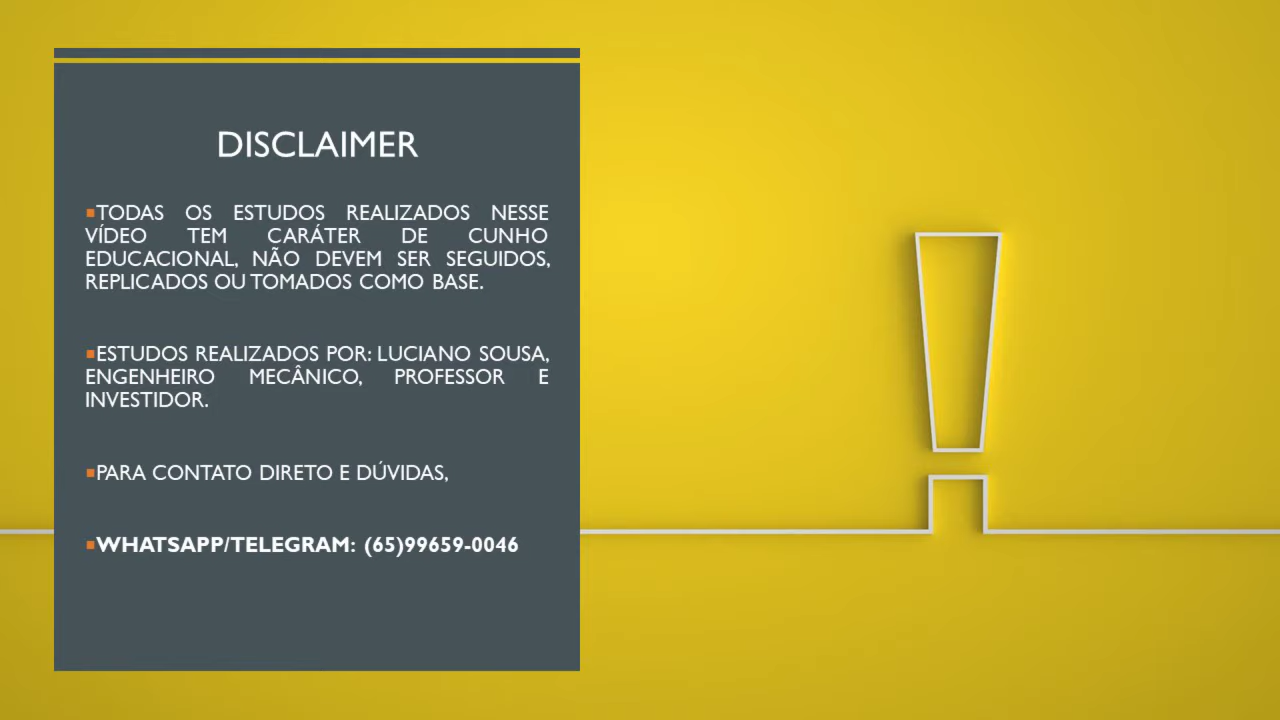 DISCLAIMER
▪TODAS OS ESTUDOS REALIZADOS NESSE
VÍDEO TEM CARÁTER DE CUNHO
EDUCACIONAL, NÃO DEVEM SER SEGUIDOS,
REPLICADOS OU TOMADOS COMO BASE.
▪ESTUDOS REALIZADOS POR: LUCIANO SOUSA,
ENGENHEIRO MECÂNICO, PROFESSOR E
INVESTIDOR.
▪PARA CONTATO DIRETO E DÚVIDAS,
▪WHATSAPP/TELEGRAM: (65)99659-0046